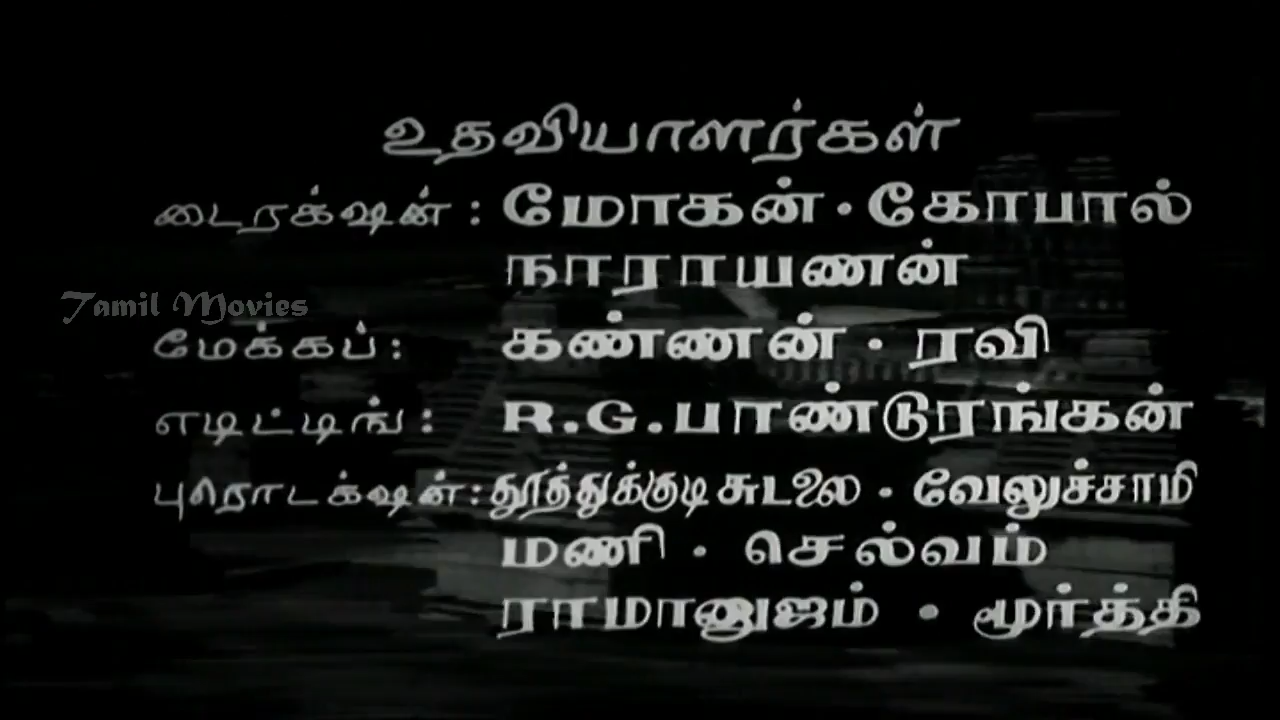 உதவியாளர்கள்
டைரக்ஷன் : மோகன் · கோபால்
நாராயணன்
Tamil Movies
மேக்கப் : கண்ணன் · ரவி
எடிட்டிங் : R.G.பாண்டுரங்கன்
புரொடக்ஷன் : தூத்துக்குடி சுடலை · வேலுச்சாமி
மணி · செல்வம்
ராமானுஜம் · மூர்த்தி